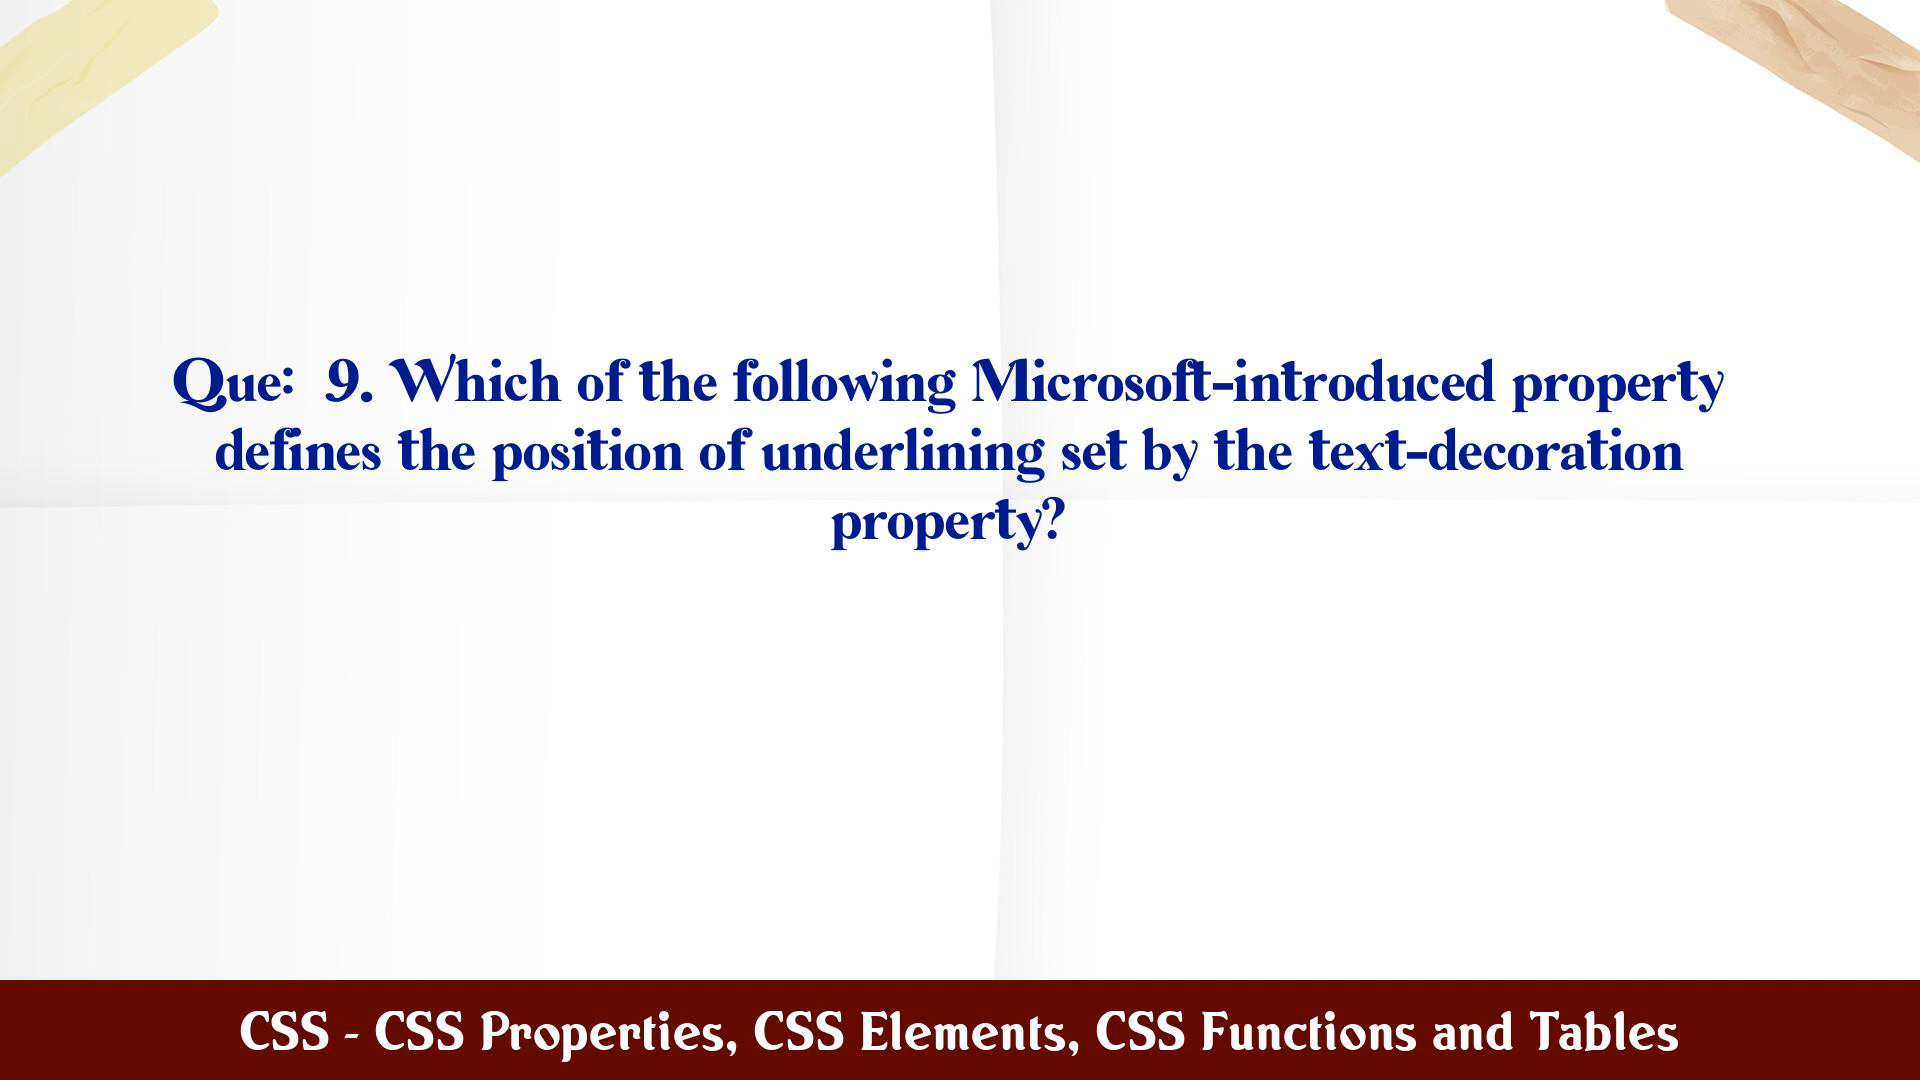 Que:  9. Which of the following Microsoft-introduced property
defines the position of underlining set by the text-decoration
property?
CSS - CSS Properties, CSS Elements, CSS Functions and Tables